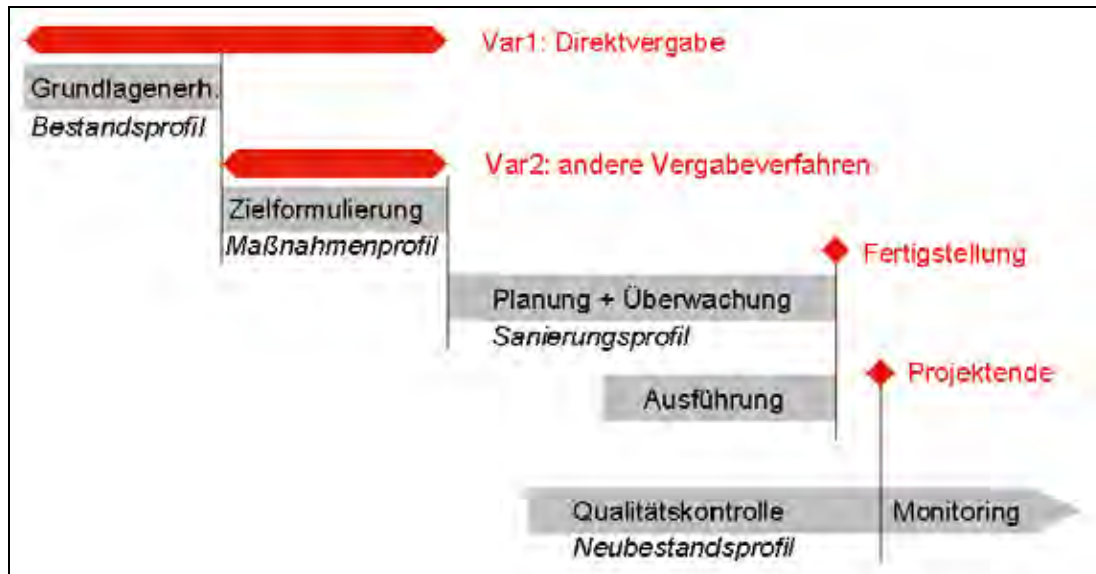 Var1: Direktvergabe
Grundlagenerh.
Bestandsprofil
Var2: andere Vergabeverfahren
Zielformulierung
Maßnahmenprofil
Fertigstellung
Planung + Überwachung
Sanierungsprofil
Projektende
Ausführung
Qualitätskontrolle
Monitoring
Neubestandsprofil